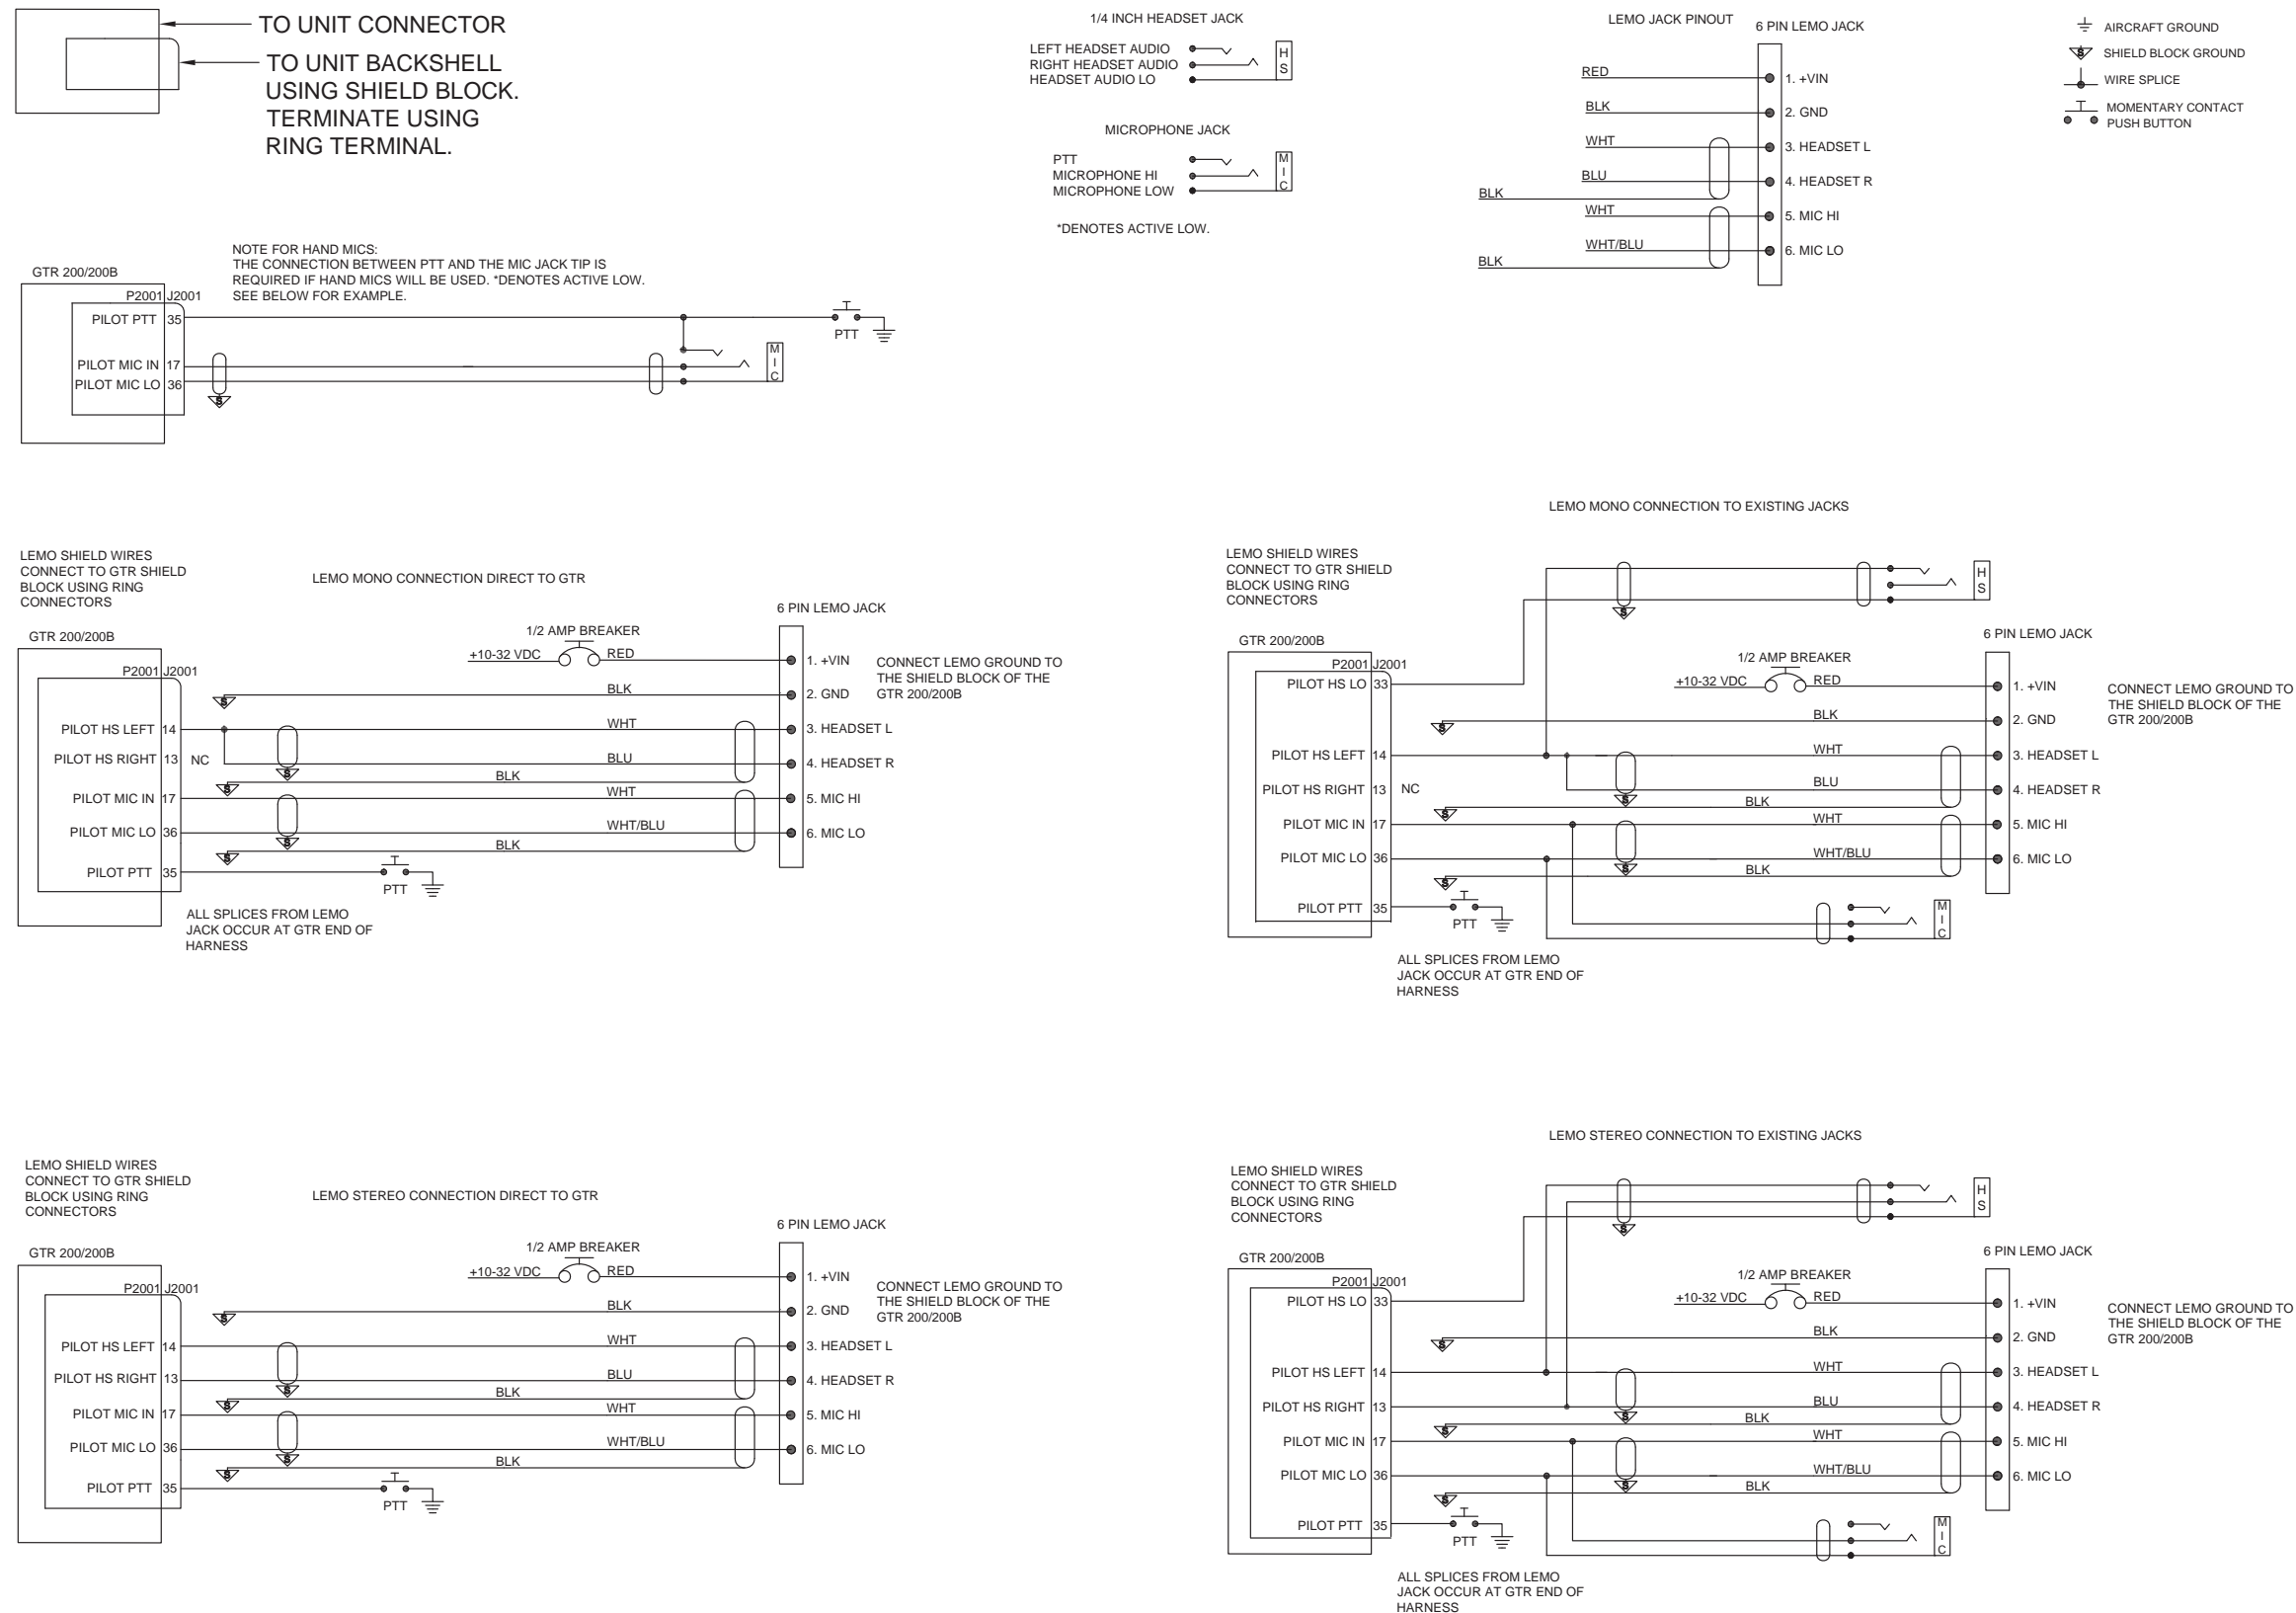 TO UNIT CONNECTOR
TO UNIT BACKSHELL
USING SHIELD BLOCK.
TERMINATE USING
RING TERMINAL.
1/4 INCH HEADSET JACK
LEFT HEADSET AUDIO
RIGHT HEADSET AUDIO
HEADSET AUDIO LO
H
S
MICROPHONE JACK
PTT
MICROPHONE HI
MICROPHONE LOW
M
I
C
*DENOTES ACTIVE LOW.
LEMO JACK PINOUT
6 PIN LEMO JACK
RED
1. +VIN
BLK
2. GND
WHT
3. HEADSET L
BLU
4. HEADSET R
BLK
WHT
5. MIC HI
WHT/BLU
6. MIC LO
BLK
AIRCRAFT GROUND
S
SHIELD BLOCK GROUND
WIRE SPLICE
MOMENTARY CONTACT
PUSH BUTTON
NOTE FOR HAND MICS:
THE CONNECTION BETWEEN PTT AND THE MIC JACK TIP IS
REQUIRED IF HAND MICS WILL BE USED. *DENOTES ACTIVE LOW.
SEE BELOW FOR EXAMPLE.
GTR 200/200B
P2001 J2001
PILOT PTT 35
PTT
PILOT MIC IN 17
PILOT MIC LO 36
S
M
I
C
LEMO SHIELD WIRES
CONNECT TO GTR SHIELD
BLOCK USING RING
CONNECTORS
LEMO MONO CONNECTION DIRECT TO GTR
6 PIN LEMO JACK
GTR 200/200B
1/2 AMP BREAKER
P2001 J2001
+10-32 VDC
RED
1. +VIN
CONNECT LEMO GROUND TO
THE SHIELD BLOCK OF THE
GTR 200/200B
S
BLK
2. GND
PILOT HS LEFT 14
WHT
3. HEADSET L
PILOT HS RIGHT 13 NC
BLU
4. HEADSET R
S
S
BLK
PILOT MIC IN 17
WHT
5. MIC HI
PILOT MIC LO 36
WHT/BLU
6. MIC LO
S
S
BLK
PILOT PTT 35
PTT
ALL SPLICES FROM LEMO
JACK OCCUR AT GTR END OF
HARNESS
LEMO MONO CONNECTION TO EXISTING JACKS
LEMO SHIELD WIRES
CONNECT TO GTR SHIELD
BLOCK USING RING
CONNECTORS
S
H
S
GTR 200/200B
6 PIN LEMO JACK
P2001 J2001
PILOT HS LO 33
1/2 AMP BREAKER
+10-32 VDC
RED
1. +VIN
CONNECT LEMO GROUND TO
THE SHIELD BLOCK OF THE
GTR 200/200B
S
BLK
2. GND
PILOT HS LEFT 14
WHT
3. HEADSET L
PILOT HS RIGHT 13 NC
BLU
4. HEADSET R
S
S
BLK
PILOT MIC IN 17
WHT
5. MIC HI
PILOT MIC LO 36
WHT/BLU
6. MIC LO
S
S
BLK
PILOT PTT 35
PTT
M
I
C
ALL SPLICES FROM LEMO
JACK OCCUR AT GTR END OF
HARNESS
LEMO SHIELD WIRES
CONNECT TO GTR SHIELD
BLOCK USING RING
CONNECTORS
LEMO STEREO CONNECTION DIRECT TO GTR
6 PIN LEMO JACK
GTR 200/200B
1/2 AMP BREAKER
P2001 J2001
+10-32 VDC
RED
1. +VIN
CONNECT LEMO GROUND TO
THE SHIELD BLOCK OF THE
GTR 200/200B
S
BLK
2. GND
PILOT HS LEFT 14
WHT
3. HEADSET L
PILOT HS RIGHT 13
BLU
4. HEADSET R
S
S
BLK
PILOT MIC IN 17
WHT
5. MIC HI
PILOT MIC LO 36
WHT/BLU
6. MIC LO
S
S
BLK
PILOT PTT 35
PTT
LEMO STEREO CONNECTION TO EXISTING JACKS
LEMO SHIELD WIRES
CONNECT TO GTR SHIELD
BLOCK USING RING
CONNECTORS
S
H
S
GTR 200/200B
6 PIN LEMO JACK
P2001 J2001
PILOT HS LO 33
1/2 AMP BREAKER
+10-32 VDC
RED
1. +VIN
CONNECT LEMO GROUND TO
THE SHIELD BLOCK OF THE
GTR 200/200B
S
BLK
2. GND
PILOT HS LEFT 14
WHT
3. HEADSET L
PILOT HS RIGHT 13
BLU
4. HEADSET R
S
S
BLK
PILOT MIC IN 17
WHT
5. MIC HI
PILOT MIC LO 36
WHT/BLU
6. MIC LO
S
S
BLK
PILOT PTT 35
PTT
M
I
C
ALL SPLICES FROM LEMO
JACK OCCUR AT GTR END OF
HARNESS